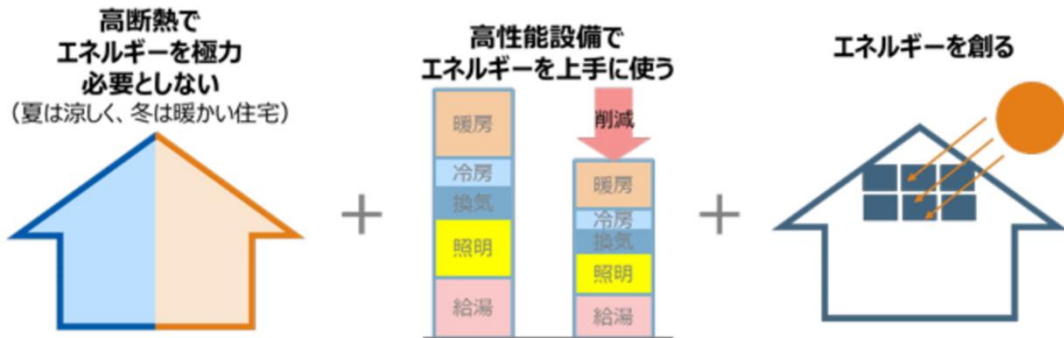 高断熱で
エネルギーを極力
必要としない
（夏は涼しく、冬は暖かい住宅）
高性能設備で
エネルギーを上手に使う
暖房
冷房
換気
照明
給湯
削減
暖房
冷房
換気
照明
給湯
エネルギーを創る